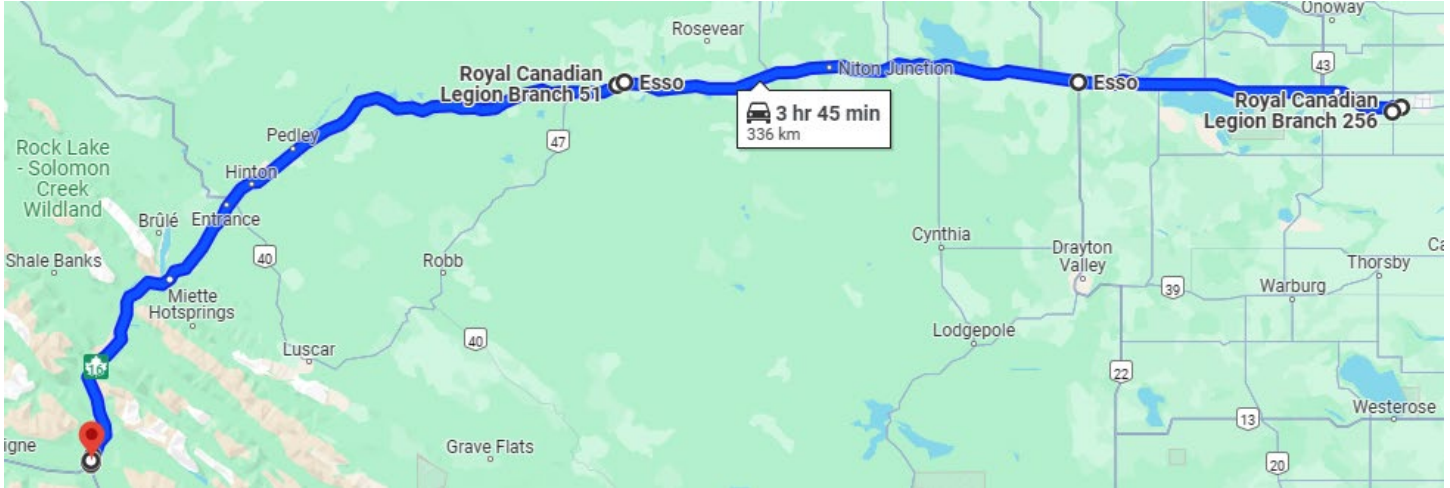 Onoway
Rosevear
43
Royal Canadian
Legion Branch 51
Esso
Niton Junction
Esso
Royal Canadian
Legion Branch 256
3 hr 45 min
336 km
Pedley
47
Rock Lake
- Solomon
Creek
Wildland
Hinton
Brûlé
Entrance
Cynthia
Drayton
Valley
Ca
Shale Banks
40
Robb
Thorsby
Miette
Hotsprings
39
Warburg
Lodgepole
40
Luscar
16
22
Westerose
13
igne
Grave Flats
20